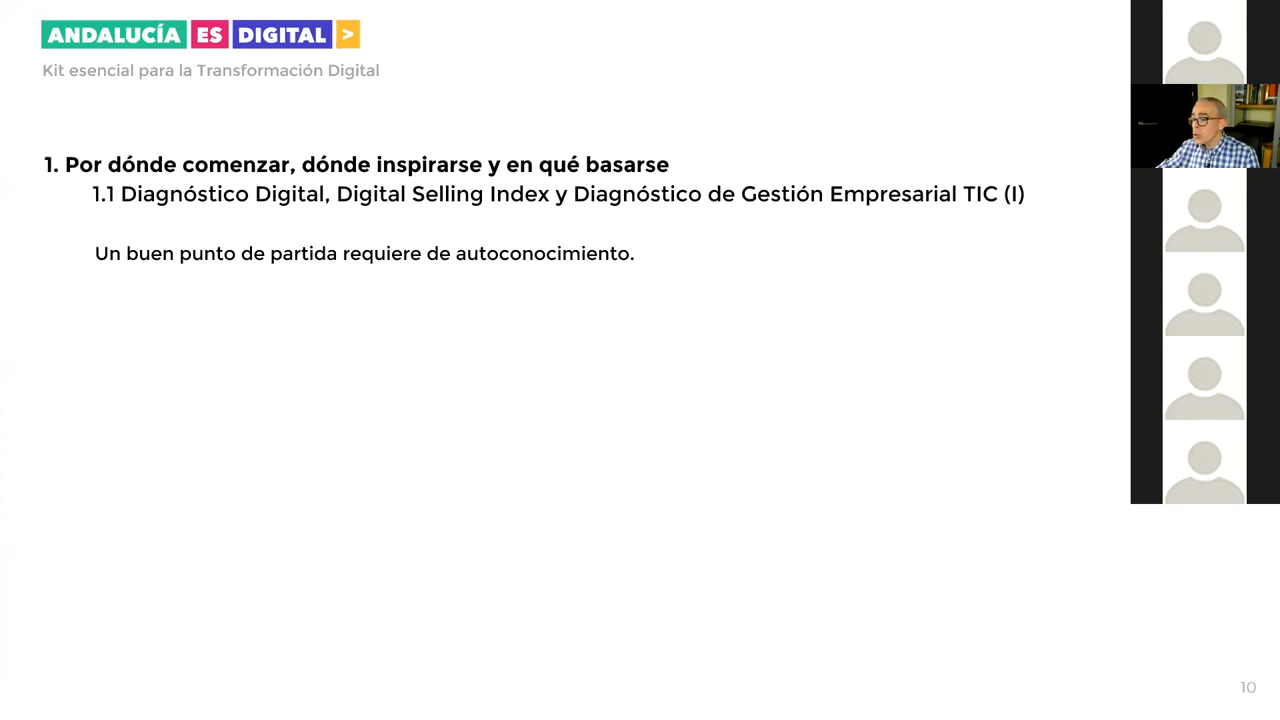 ANDALUCÍA ES DIGITAL >
Kit esencial para la Transformación Digital
1. Por dónde comenzar, dónde inspirarse y en qué basarse
1.1 Diagnóstico Digital, Digital Selling Index y Diagnóstico de Gestión Empresarial TIC (I)
Un buen punto de partida requiere de autoconocimiento.
10